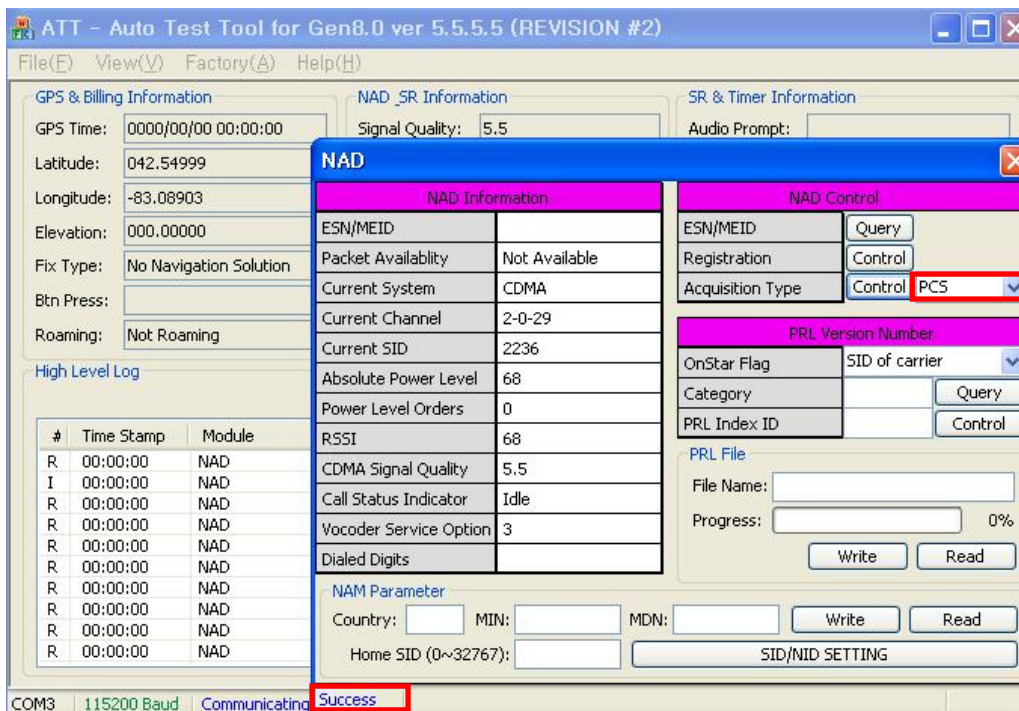 ATT - Auto Test Tool for Gen8.0 ver 5.5.5.5 (REVISION #2)
File(F) View(V) Factory(A) Help(H)
GPS & Billing Information
GPS Time: 0000/00/00 00:00:00
Latitude: 042.54999
Longitude: -83.08903
Elevation: 000.00000
Fix Type: No Navigation Solution
Btn Press:
Roaming: Not Roaming
NAD_SR Information
Signal Quality: 5.5
SR & Timer Information
Audio Prompt:
High Level Log
# Time Stamp Module
R 00:00:00 NAD
I 00:00:00 NAD
R 00:00:00 NAD
R 00:00:00 NAD
R 00:00:00 NAD
R 00:00:00 NAD
R 00:00:00 NAD
R 00:00:00 NAD
R 00:00:00 NAD
R 00:00:00 NAD
NAD
NAD Information
ESN/MEID
Packet Availablity Not Available
Current System CDMA
Current Channel 2-0-29
Current SID 2236
Absolute Power Level 68
Power Level Orders 0
RSSI 68
CDMA Signal Quality 5.5
Call Status Indicator Idle
Vocoder Service Option 3
Dialed Digits
NAD Control
ESN/MEID Query
Registration Control
Acquisition Type Control PCS
PRL Version Number
OnStar Flag SID of carrier
Category Query
PRL Index ID Control
PRL File
File Name:
Progress: 0%
Write Read
NAM Parameter
Country: MIN: MDN: Write Read
Home SID (0~32767): SID/NID SETTING
COM3 115200 Baud Communicating Success